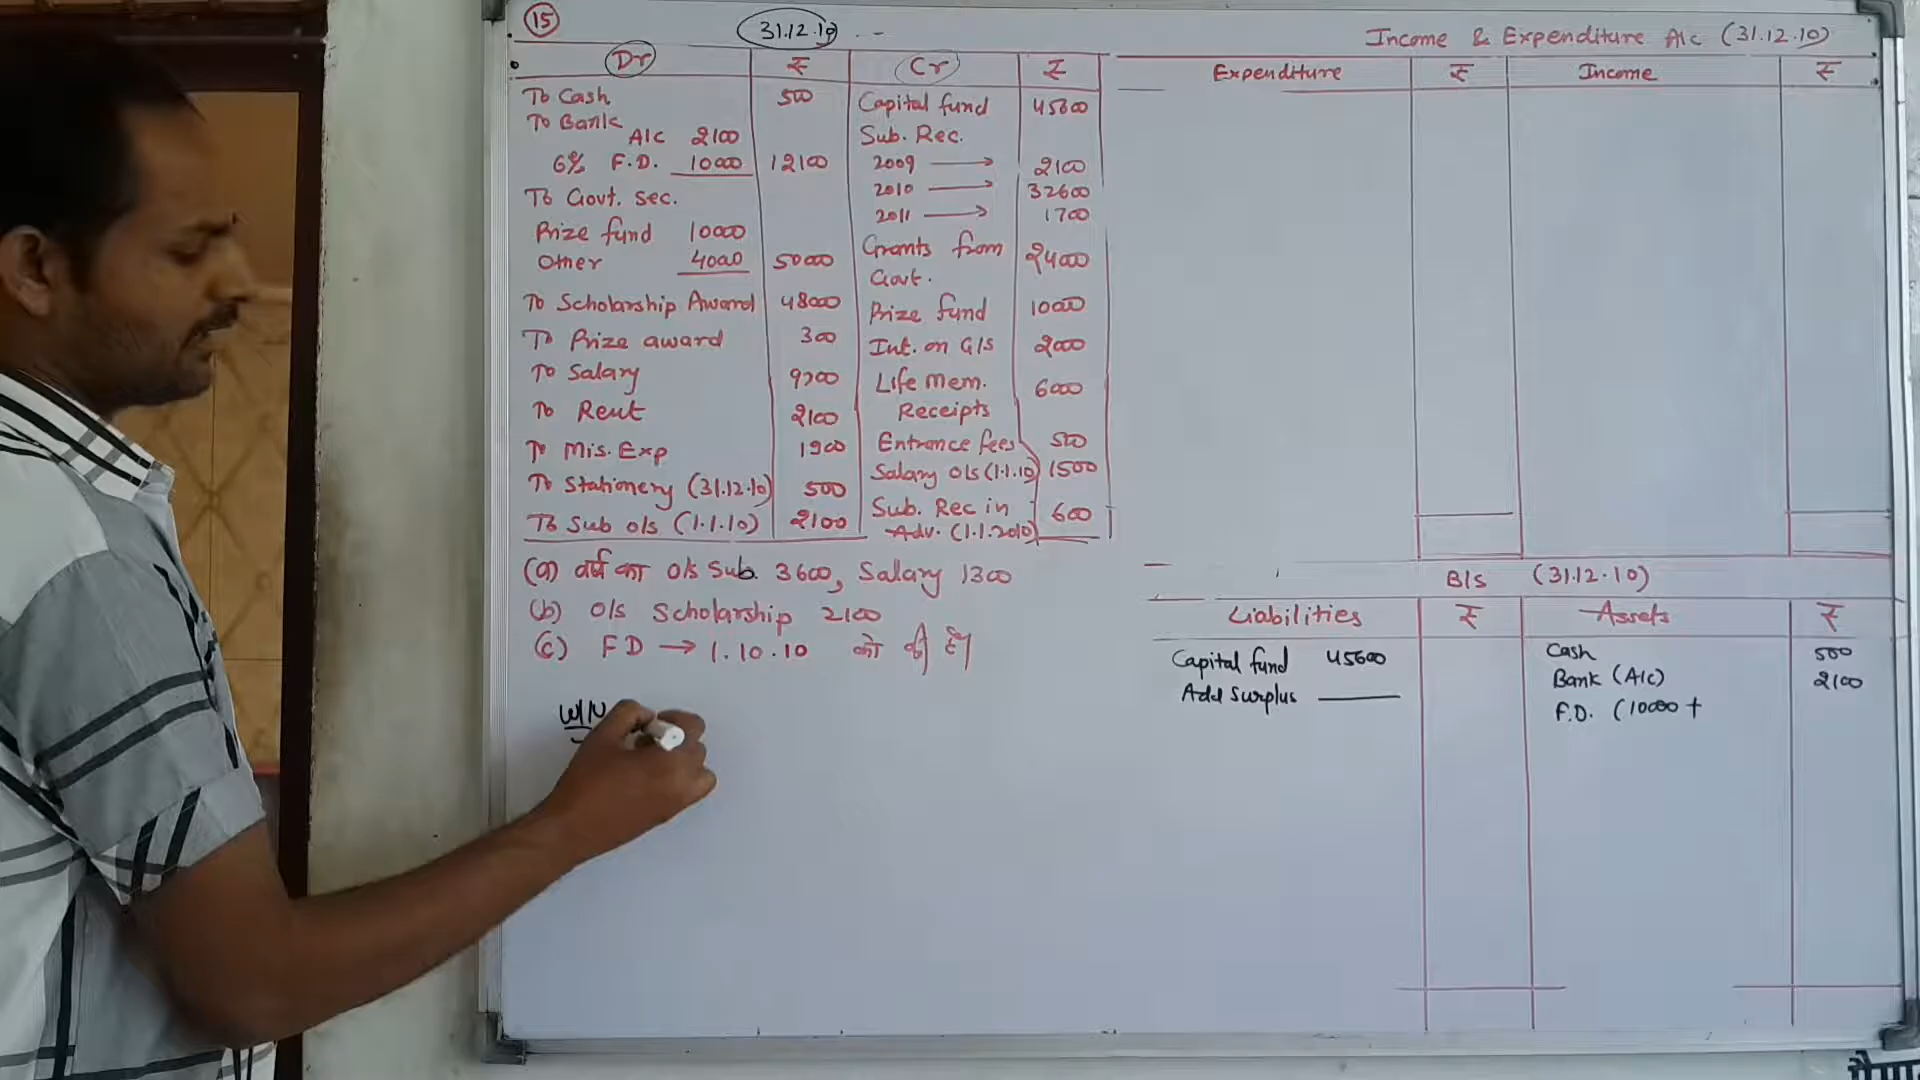 15
31.12.10 . --
Dr ₹ Cr ₹
To Cash 500 Capital fund 45600
To Bank
A/c 2100 Sub. Rec.
6% F.D. 10000 12100 2009 → 2100
To Govt. sec. 2010 → 32600
2011 → 1700
Prize fund 10000
Other 4000 50000 Grants from 24000
Govt.
To Scholarship Award 48000 Prize fund 10000
To Prize award 300 Int. on G/S 2000
To Salary Life Mem. 6000
To Rent 2100 Receipts
To Mis. Exp 1900 Entrance fees 500
To Stationery (31.12.10) 500 Salary o/s (1.1.10) 1500
To Sub o/s (1.1.10) 2100 Sub. Rec in 600
Adv. (1.1.2010)
(a) वर्ष का o/s Sub. 3600, Salary 1300
(b) o/s Scholarship 2100
(c) FD → 1.10.10 को की है।
W/N
Income & Expenditure A/c (31.12.10)
Expenditure ₹ Income ₹
B/S (31.12.10)
Liabilities ₹ Assets ₹
Capital fund 45600 Cash 500
Add Surplus Bank (A/c) 2100
F.D. (10000 +